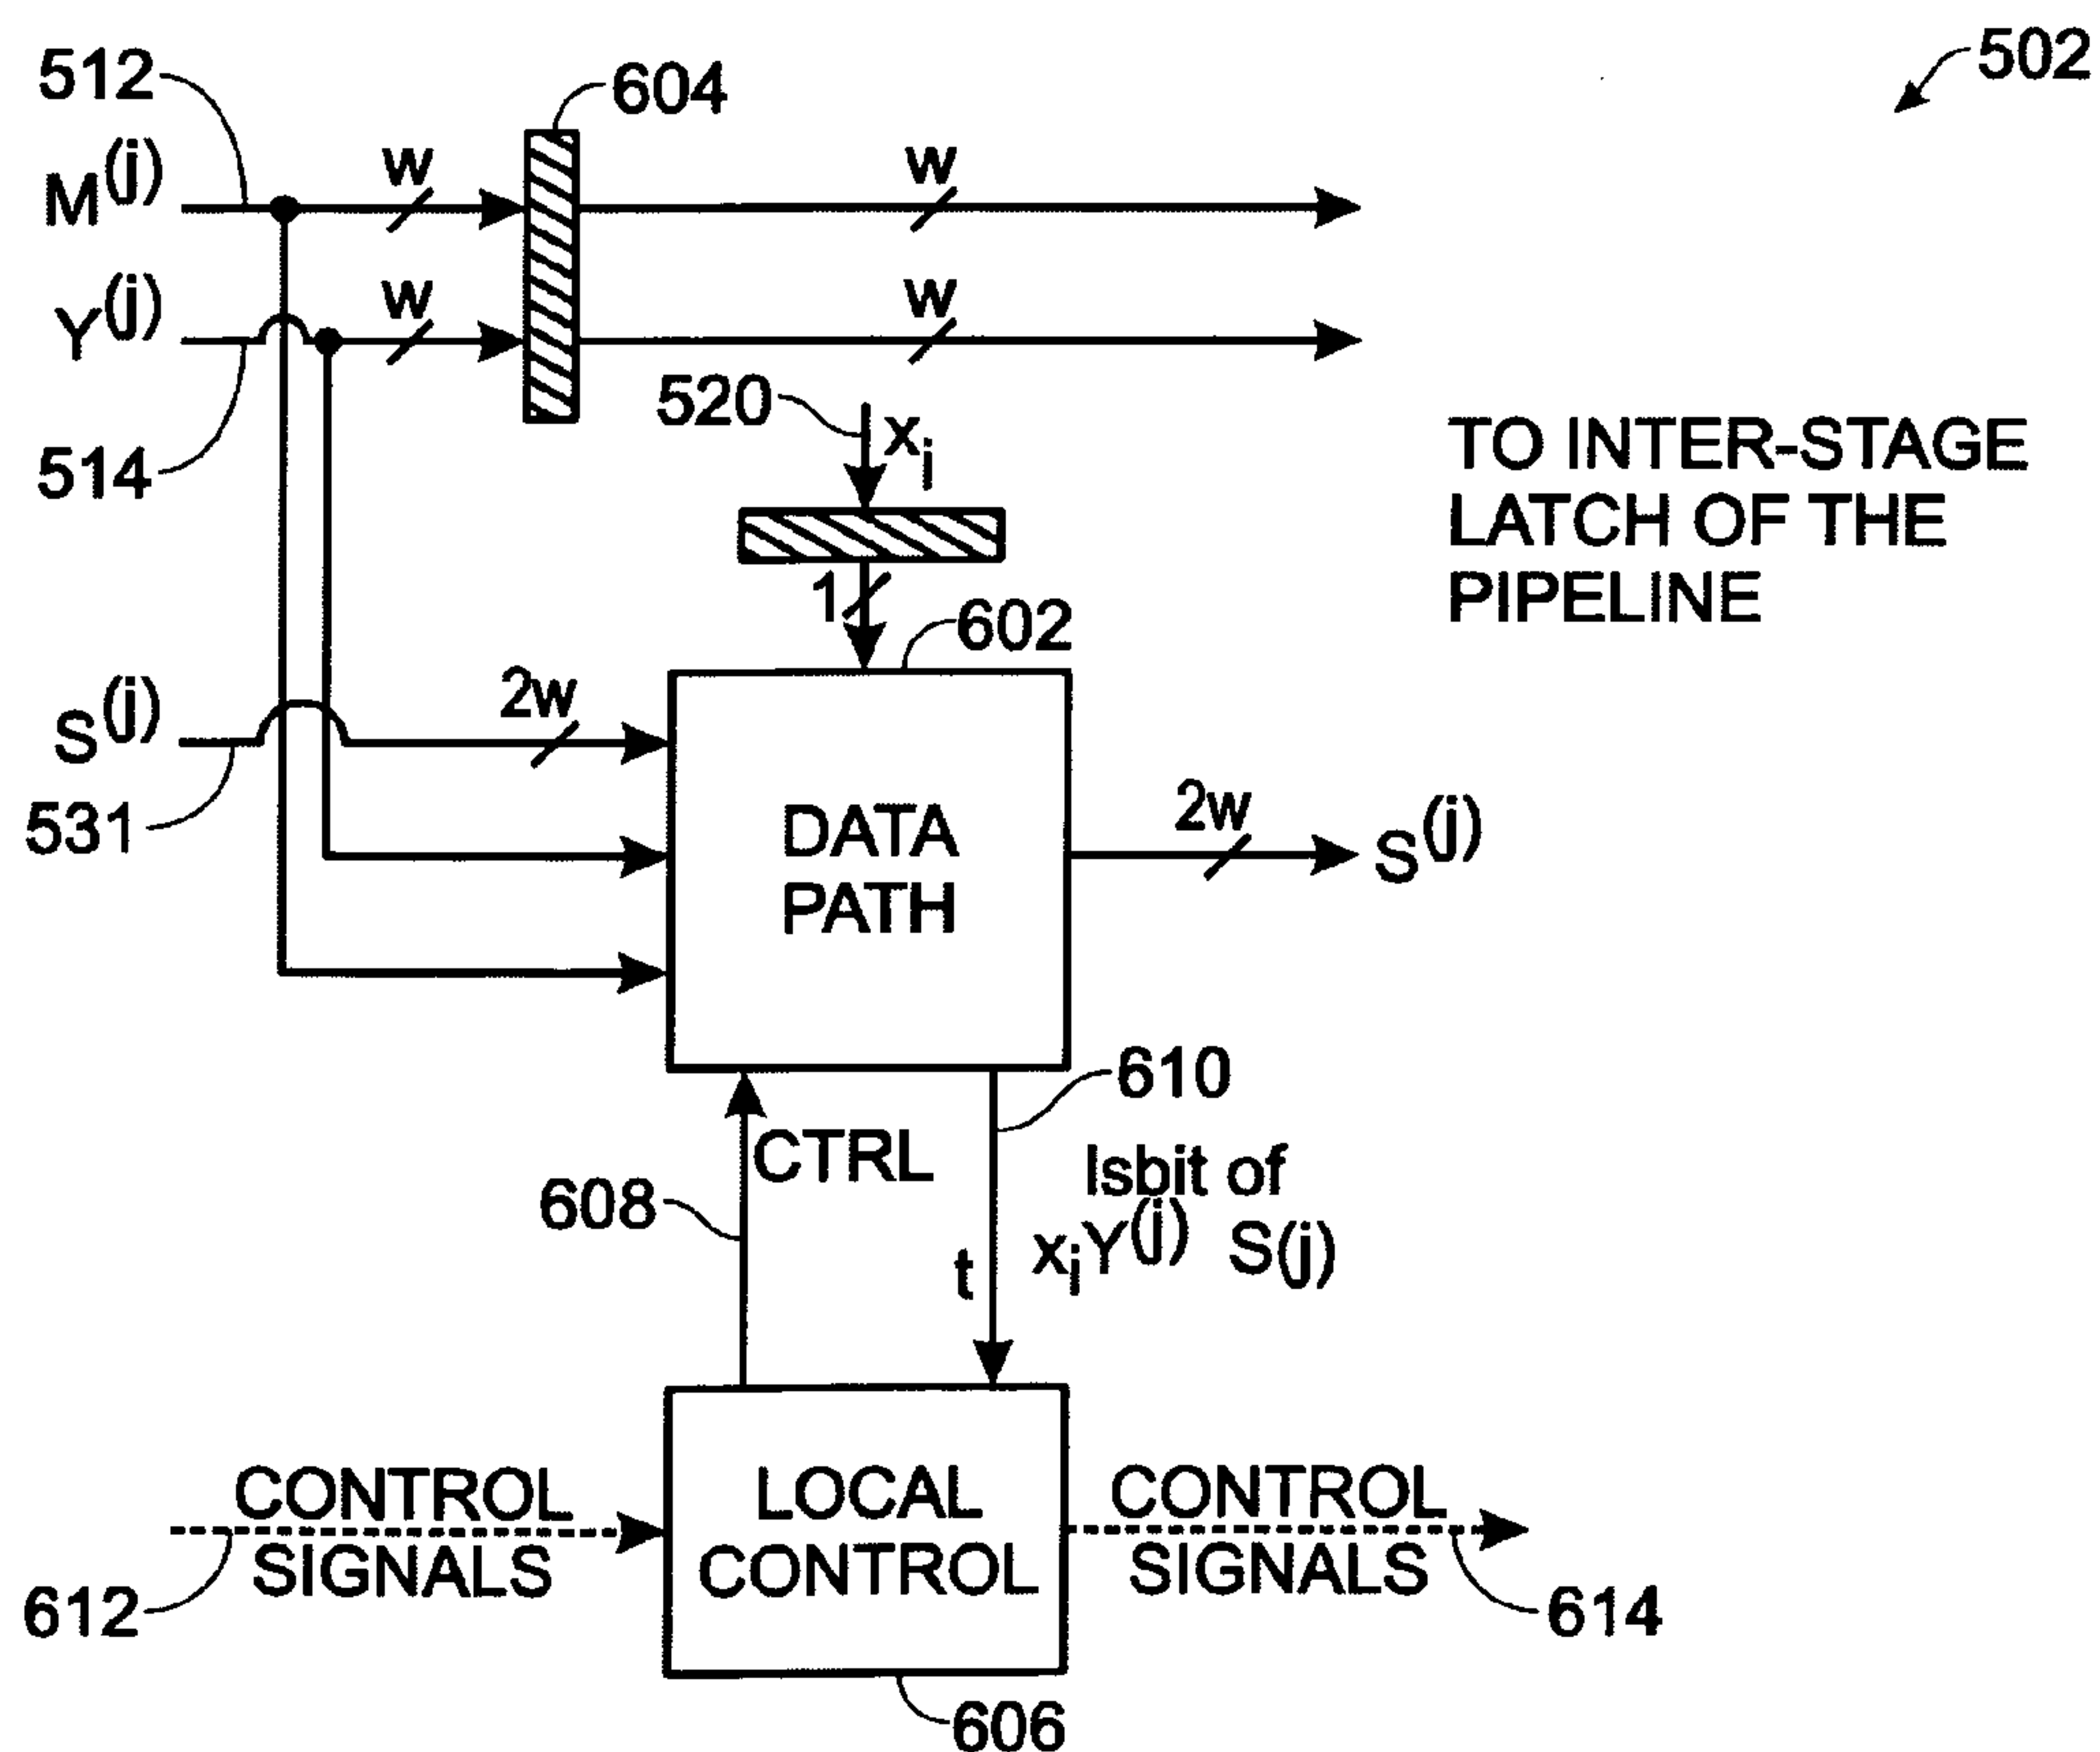 512
604
502
M(j)
w
w
Y(j)
w
w
514
520
xi
TO INTER-STAGE
LATCH OF THE
PIPELINE
1
602
S(j)
2w
531
DATA
PATH
2w
S(j)
610
CTRL
608
lsbit of
t
xiY(j) S(j)
CONTROL
SIGNALS
612
LOCAL
CONTROL
CONTROL
SIGNALS
614
606